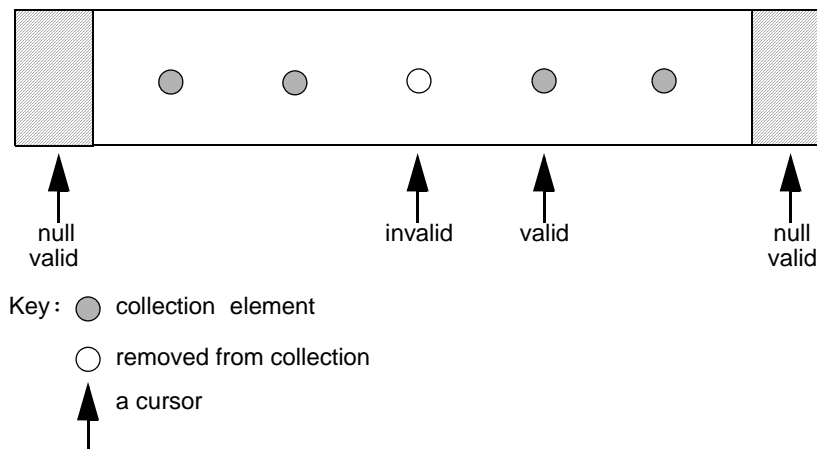 null invalid valid null
valid valid
Key: collection element
removed from collection
a cursor